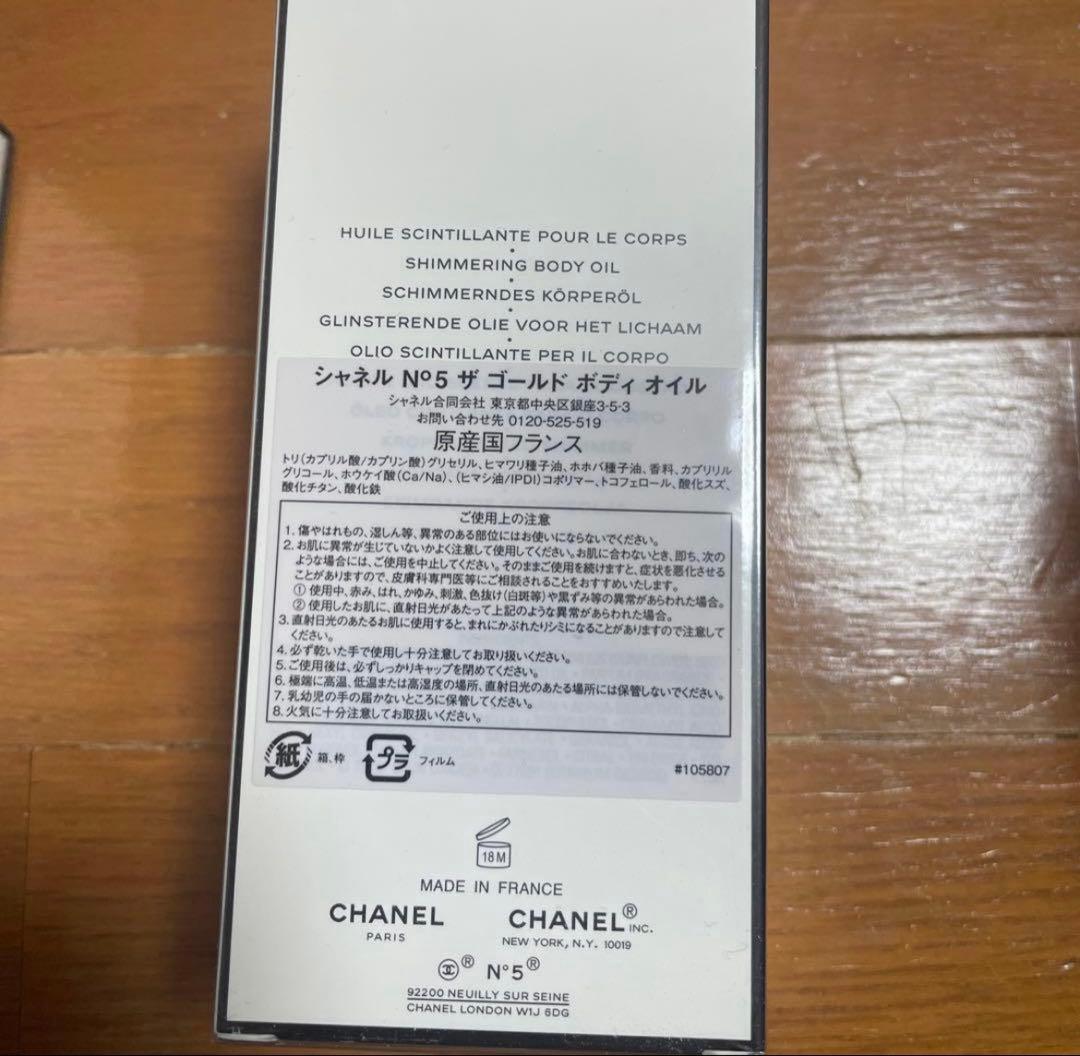 HUILE SCINTILLANTE POUR LE CORPS
SHIMMERING BODY OIL
SCHIMMERNDES KÖRPERÖL
GLINSTERENDE OLIE VOOR HET LICHAAM
OLIO SCINTILLANTE PER IL CORPO
シャネル Nº5 ザ ゴールド ボディ オイル
シャネル合同会社 東京都中央区銀座3-5-3
お問い合わせ先 0120-525-519
原産国フランス
トリ(カプリル酸/カプリン酸)グリセリル、ヒマワリ種子油、ホホバ種子油、香料、カプリリル
グリコール、ホウケイ酸(Ca/Na)、(ヒマシ油/IPDI)コポリマー、トコフェロール、酸化スズ、
酸化チタン、酸化鉄
ご使用上の注意
1. 傷やはれもの、湿しん等、異常のある部位にはお使いにならないでください。
2. お肌に異常が生じていないかよく注意して使用してください。お肌に合わないとき、即ち、次の
ような場合には、ご使用を中止してください。そのままご使用を続けますと、症状を悪化させる
ことがありますので、皮膚科専門医等にご相談されることをおすすめいたします。
① 使用中、赤み、はれ、かゆみ、刺激、色抜け(白斑等)や黒ずみ等の異常があらわれた場合。
② 使用したお肌に、直射日光があたって上記のような異常があらわれた場合。
3. 直射日光のあたるお肌に使用すると、まれにかぶれたりシミになることがありますので注意して
ください。
4. 必ず乾いた手で使用し十分注意してお取り扱いください。
5. ご使用後は、必ずしっかりキャップを閉めてください。
6. 極端に高温、低温または高湿度の場所、直射日光のあたる場所には保管しないでください。
7. 乳幼児の手の届かないところに保管してください。
8. 火気に十分注意してお取扱いください。
紙 箱、枠 プラ フィルム
#105807
18 M
MADE IN FRANCE
CHANEL CHANEL® INC.
PARIS NEW YORK, N.Y. 10019
® N°5®
92200 NEUILLY SUR SEINE
CHANEL LONDON W1J 6DG